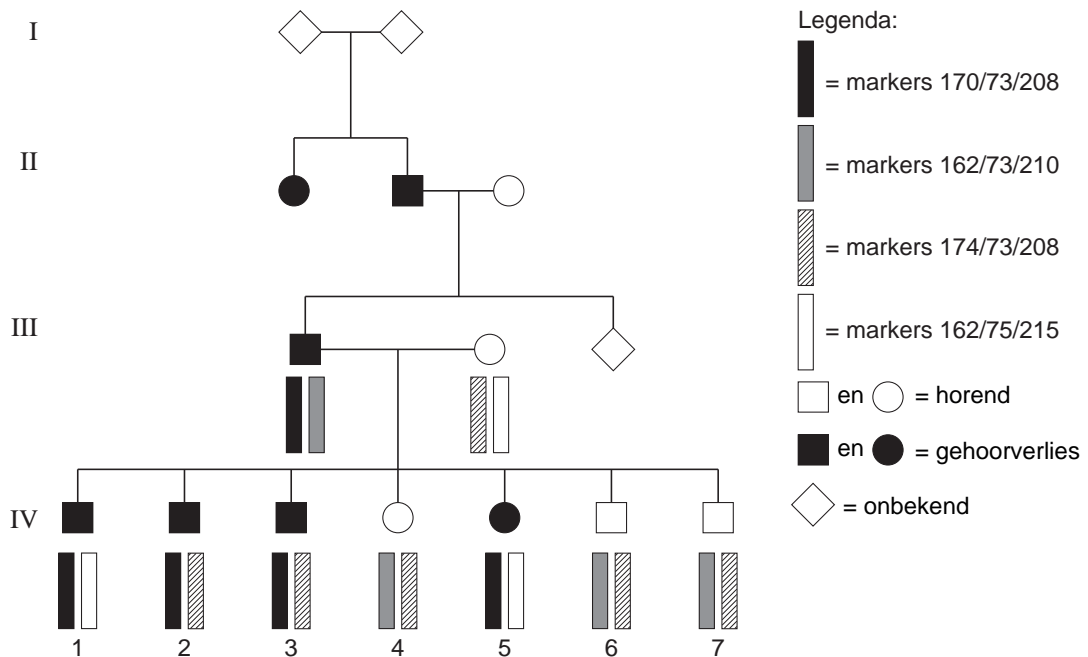 I
II
III
IV
1 2 3 4 5 6 7
Legenda:
= markers 170/73/208
= markers 162/73/210
= markers 174/73/208
= markers 162/75/215
en = horend
en = gehoorverlies
= onbekend